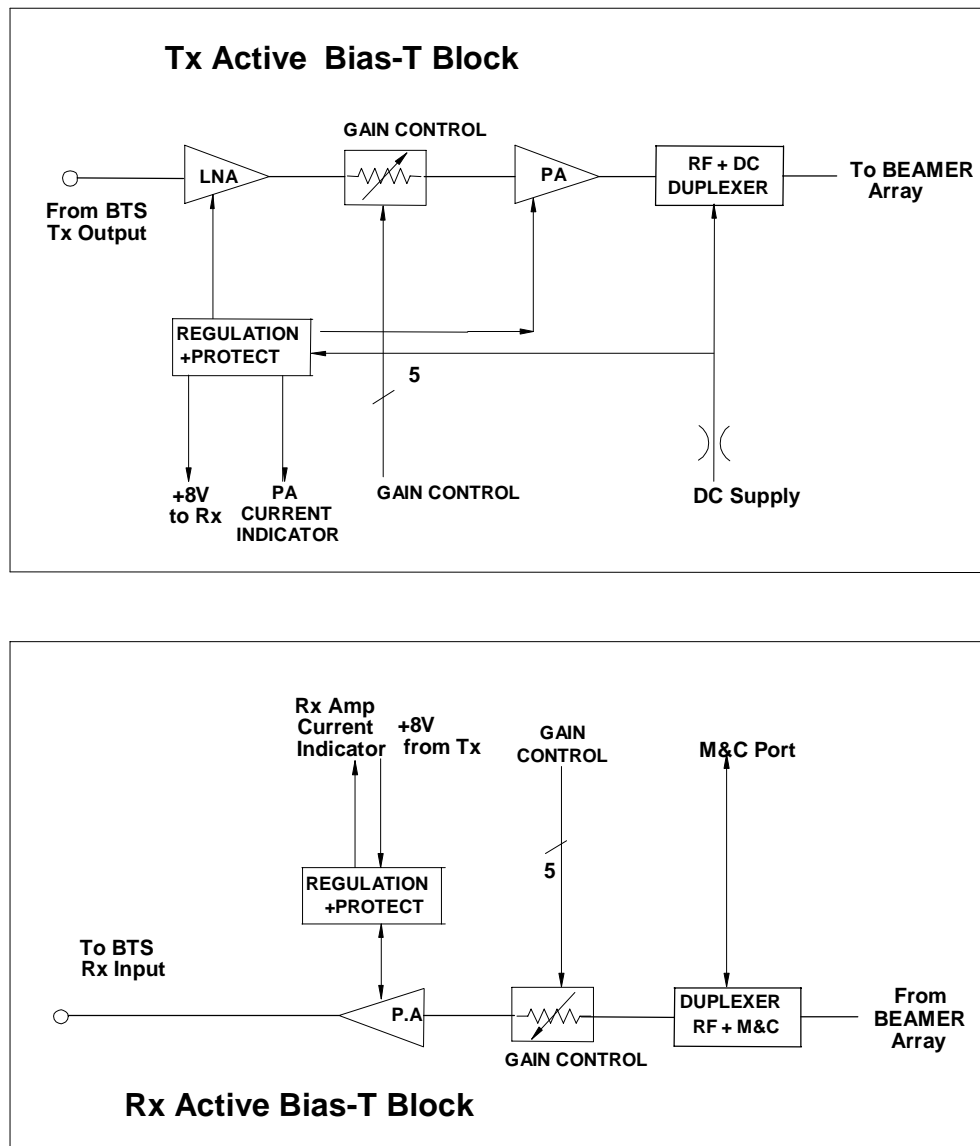 Tx Active Bias-T Block
GAIN CONTROL
LNA
PA
RF + DC
DUPLEXER
To BEAMER
Array
From BTS
Tx Output
REGULATION
+PROTECT
5
+8V
to Rx
PA
CURRENT
INDICATOR
GAIN CONTROL
DC Supply
Rx Amp
Current
Indicator
+8V
from Tx
GAIN
CONTROL
M&C Port
5
REGULATION
+PROTECT
To BTS
Rx Input
P.A
GAIN CONTROL
DUPLEXER
RF + M&C
From
BEAMER
Array
Rx Active Bias-T Block